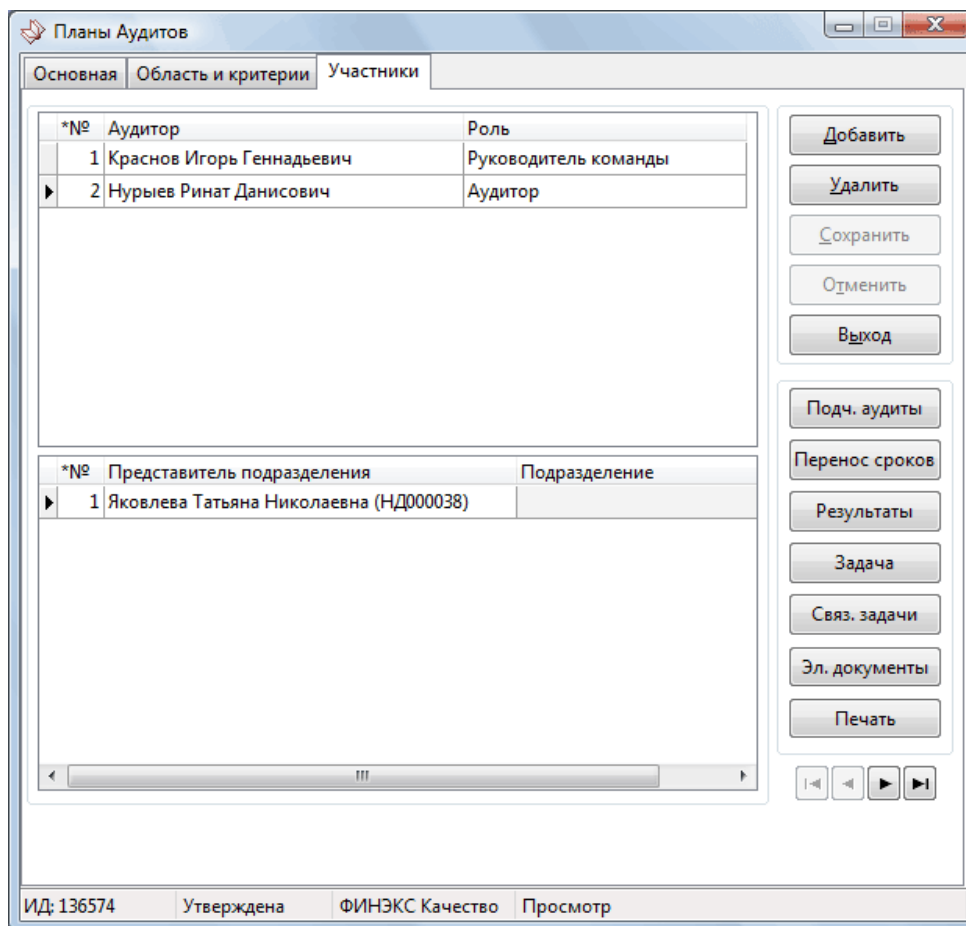 Планы Аудитов
Основная Область и критерии Участники
*№ Аудитор Роль
1 Краснов Игорь Геннадьевич Руководитель команды
2 Нурыев Ринат Данисович Аудитор
*№ Представитель подразделения Подразделение
1 Яковлева Татьяна Николаевна (НД000038)
Добавить
Удалить
Сохранить
Отменить
Выход
Подч. аудиты
Перенос сроков
Результаты
Задача
Связ. задачи
Эл. документы
Печать
ИД: 136574 Утверждена ФИНЭКС Качество Просмотр